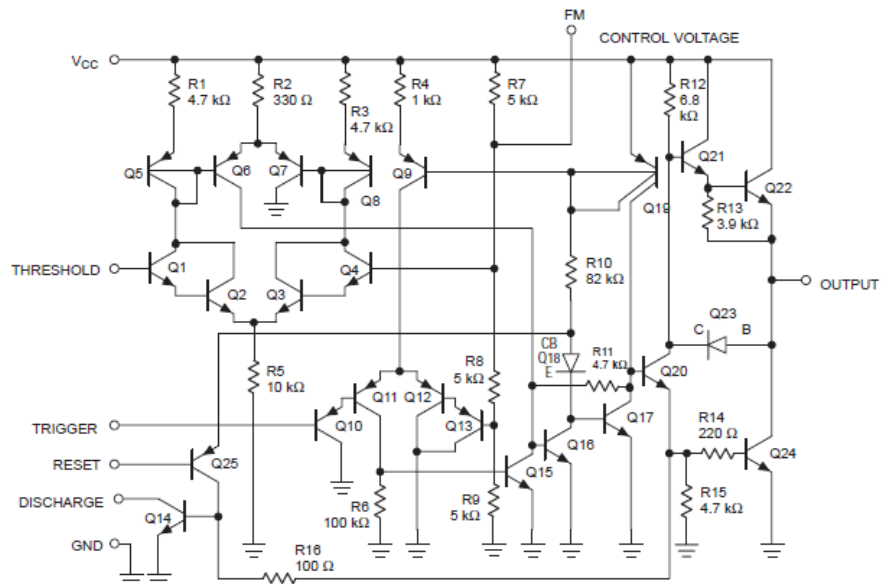 FM
CONTROL VOLTAGE
VCC
R1
4.7 kΩ
R2
330 Ω
R3
4.7 kΩ
R4
1 kΩ
R7
5 kΩ
R12
6.8
kΩ
Q5
Q6
Q7
Q8
Q9
Q19
Q21
Q22
R13
3.9 kΩ
R10
82 kΩ
THRESHOLD
Q1
Q2
Q3
Q4
OUTPUT
Q23
C
B
CB
Q18
E
R11
4.7 kΩ
Q20
R5
10 kΩ
R8
5 kΩ
Q11
Q12
Q10
Q13
TRIGGER
Q17
Q16
Q15
R14
220 Ω
Q24
RESET
Q25
DISCHARGE
Q14
R6
100 kΩ
R9
5 kΩ
R15
4.7 kΩ
GND
R16
100 Ω